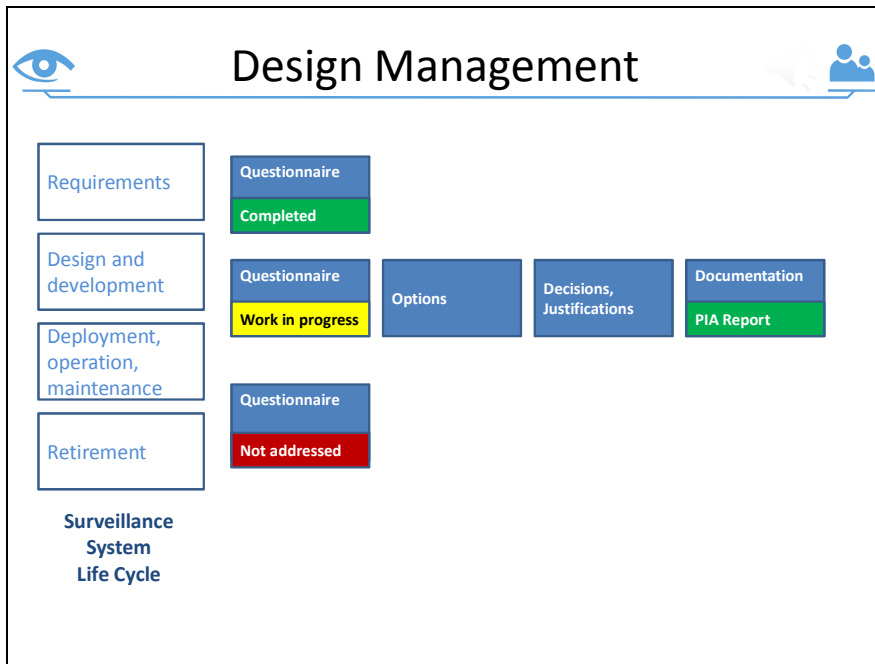 Design Management
Requirements
Questionnaire
Completed
Design and
development
Questionnaire
Work in progress
Options
Decisions,
Justifications
Documentation
PIA Report
Deployment,
operation,
maintenance
Questionnaire
Not addressed
Retirement
Surveillance
System
Life Cycle